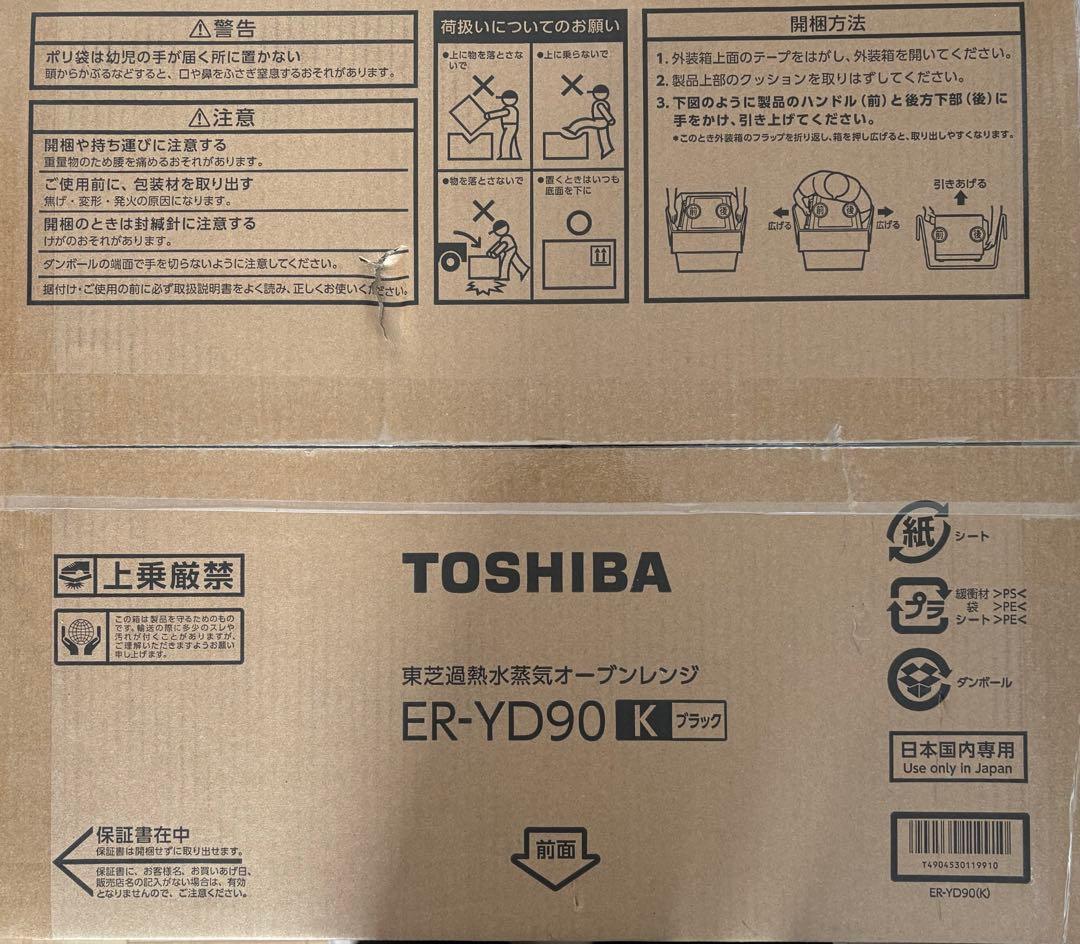 ⚠警告
ポリ袋は幼児の手が届く所に置かない
頭からかぶるなどすると、口や鼻をふさぎ窒息するおそれがあります。
⚠注意
開梱や持ち運びに注意する
重量物のため腰を痛めるおそれがあります。
ご使用前に、包装材を取り出す
焦げ・変形・発火の原因になります。
開梱のときは封緘針に注意する
けがのおそれがあります。
ダンボールの端面で手を切らないように注意してください。
据付け・ご使用の前に必ず取扱説明書をよく読み、正しくお使いください。
荷扱いについてのお願い
●上に物を落とさな
いで
●上に乗らないで
●物を落とさないで
●置くときはいつも
底面を下に
開梱方法
1. 外装箱上面のテープをはがし、外装箱を開いてください。
2. 製品上部のクッションを取りはずしてください。
3. 下図のように製品のハンドル（前）と後方下部（後）に
手をかけ、引き上げてください。
＊このとき外装箱のフラップを折り返し、箱を押し広げると、取り出しやすくなります。
前 後
広げる 前 後 広げる
引きあげる
前 後
上乗厳禁
この箱は製品を守るためのもの
です。輸送の際に多少のスレや
汚れが付くことがありますが、
ご理解いただきますようお願い
申し上げます。
TOSHIBA
東芝過熱水蒸気オーブンレンジ
ER-YD90 K ブラック
紙 シート
プラ 緩衝材 >PS<
袋 >PE<
シート >PE<
ダンボール
日本国内専用
Use only in Japan
T4904530119910
ER-YD90(K)
保証書在中
保証書は開梱せずに取り出せます。
保証書に、お客様名、お買いあげ日、
販売店名の記入がない場合は、有効
となりませんので、ご注意ください。
前面